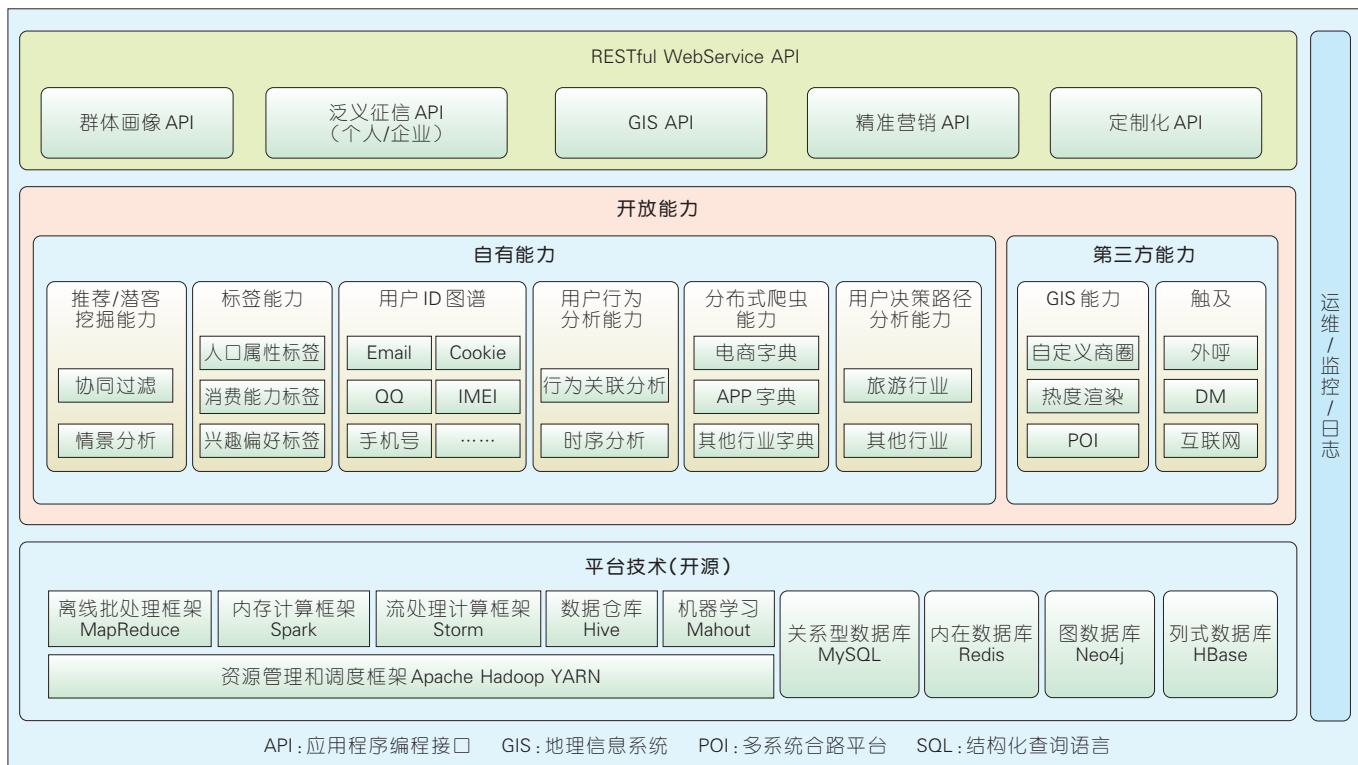 RESTful WebService API
群体画像 API
泛义征信 API
（个人/企业）
GIS API
精准营销 API
定制化 API
开放能力
自有能力
推荐/潜客
挖掘能力
协同过滤
情景分析
标签能力
人口属性标签
消费能力标签
兴趣偏好标签
用户 ID 图谱
Email
Cookie
QQ
IMEI
手机号
……
用户行为
分析能力
行为关联分析
时序分析
分布式爬虫
能力
电商字典
APP 字典
其他行业字典
用户决策路径
分析能力
旅游行业
其他行业
第三方能力
GIS 能力
自定义商圈
热度渲染
POI
触及
外呼
DM
互联网
平台技术(开源)
离线批处理框架
MapReduce
内存计算框架
Spark
流处理计算框架
Storm
数据仓库
Hive
机器学习
Mahout
资源管理和调度框架 Apache Hadoop YARN
关系型数据库
MySQL
内在数据库
Redis
图数据库
Neo4j
列式数据库
HBase
运维/监控/日志
API：应用程序编程接口 GIS：地理信息系统 POI：多系统合路平台 SQL：结构化查询语言